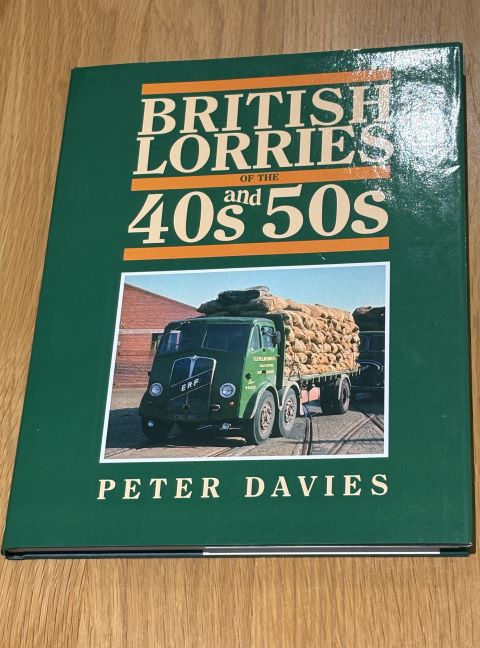 BRITISH
LORRIES
OF THE
40s and 50s
ERF
PETER DAVIES